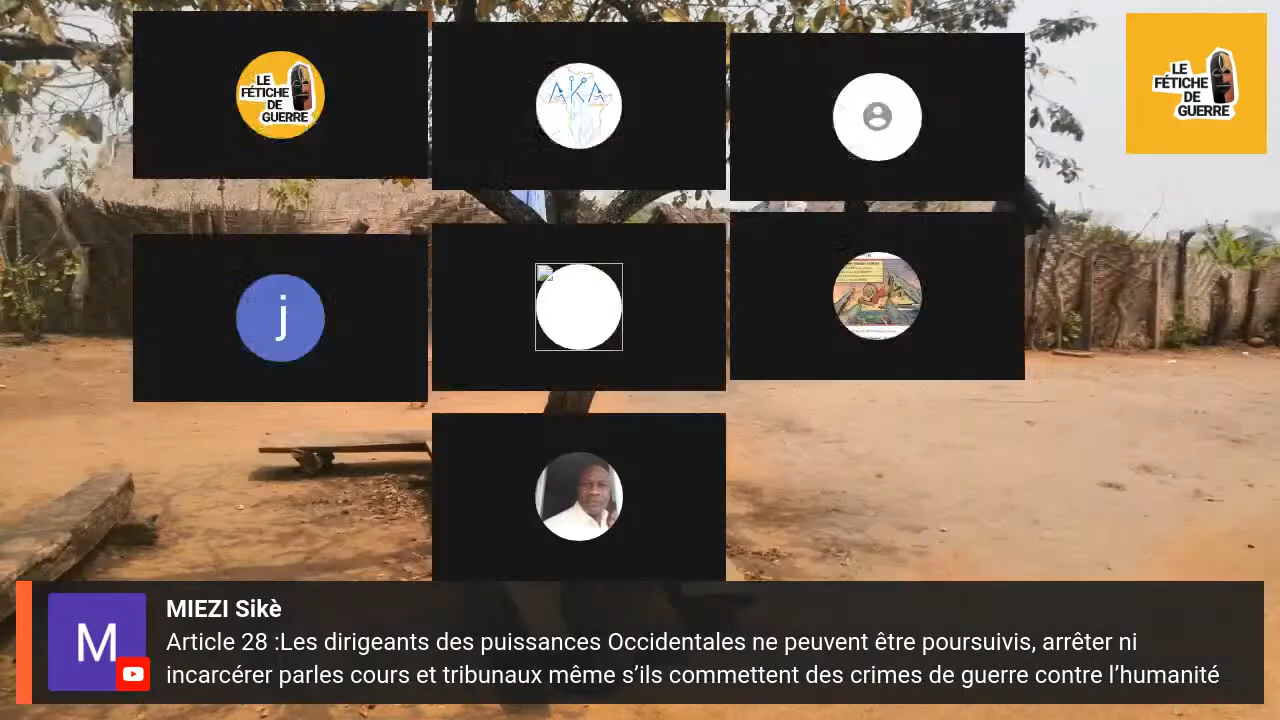 LE
FÉTICHE
DE
GUERRE
AKA
LE
FÉTICHE
DE
GUERRE
j
M
MIEZI Sikè
Article 28 :Les dirigeants des puissances Occidentales ne peuvent être poursuivis, arrêter ni
incarcérer parles cours et tribunaux même s’ils commettent des crimes de guerre contre l’humanité